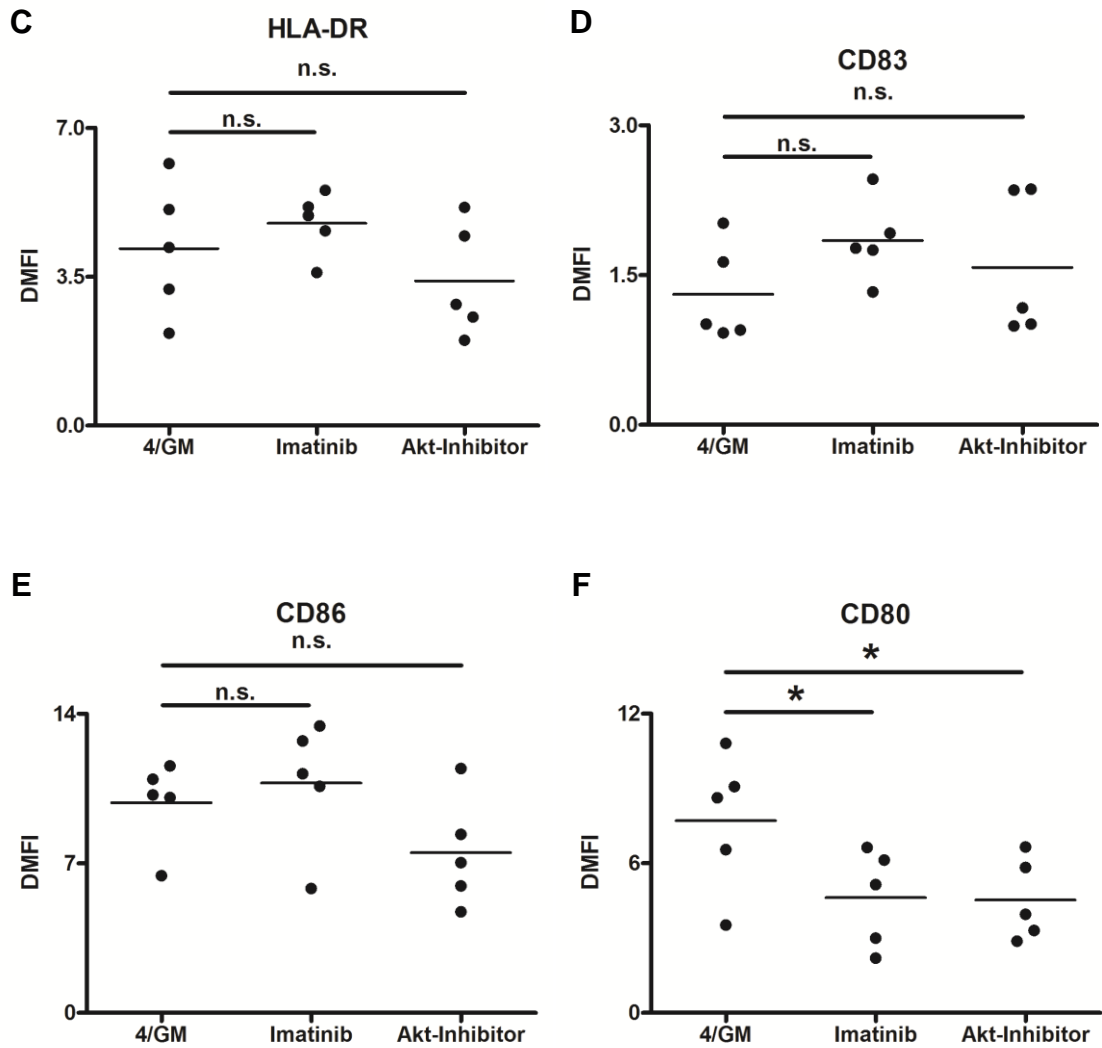 C
HLA-DR
n.s.
n.s.
7.0
3.5
0.0
DMFI
4/GM Imatinib Akt-Inhibitor
D
CD83
n.s.
n.s.
3.0
1.5
0.0
DMFI
4/GM Imatinib Akt-Inhibitor
E
CD86
n.s.
n.s.
14
7
0
DMFI
4/GM Imatinib Akt-Inhibitor
F
CD80
*
*
12
6
0
DMFI
4/GM Imatinib Akt-Inhibitor